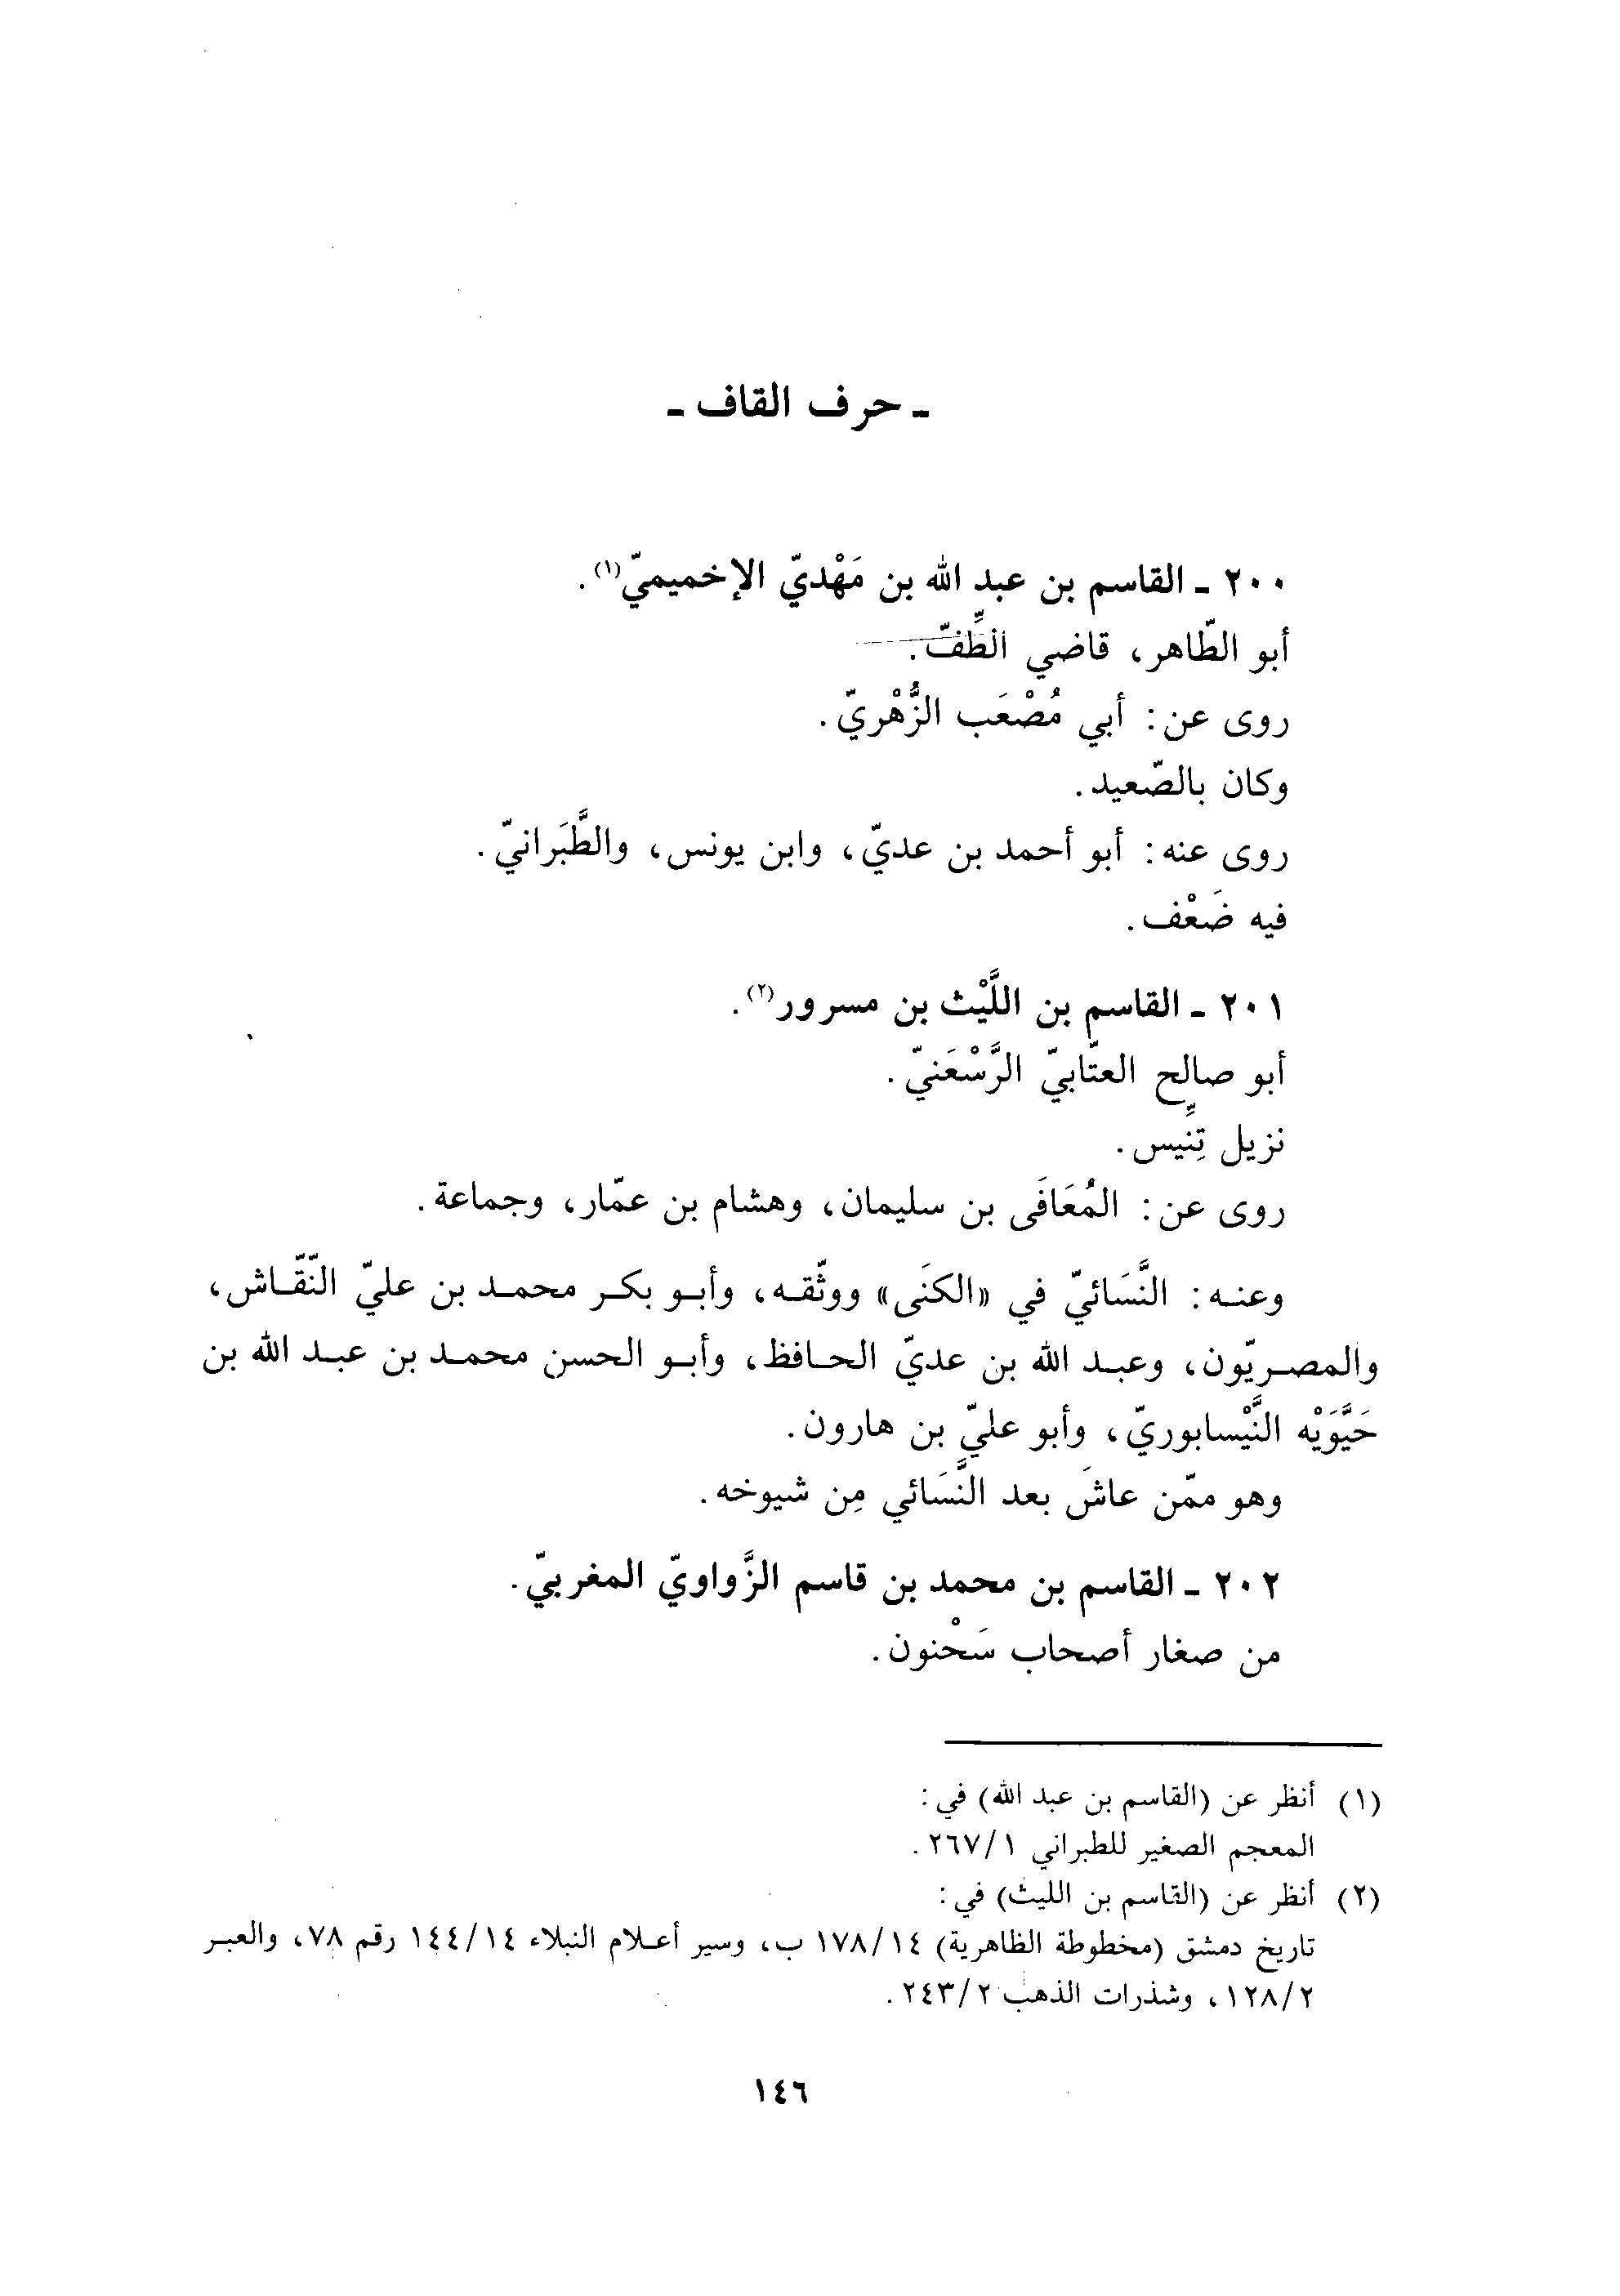 ـ حرف القاف ـ
٢٠٠ ـ القاسم بن عبد الله بن مَهْديّ الإخميميّ(١).
أبو الطّاهر، قاضي الطِّفّ.
روى عن: أبي مُصْعَب الزُّهْريّ.
وكان بالصّعيد.
روى عنه: أبو أحمد بن عديّ، وابن يونس، والطَّبَرانيّ.
فيه ضَعْف.
٢٠١ ـ القاسم بن اللَّيْث بن مسرور(٢).
أبو صالح العتّابيّ الرَّسْعَنيّ.
نزيل تِنِّيس.
روى عن: المُعَافَى بن سليمان، وهشام بن عمّار، وجماعة.
وعنه: النَّسَائيّ في «الكنَى» ووثّقه، وأبو بكر محمد بن عليّ النّقّاش،
والمصريّون، وعبد الله بن عديّ الحافظ، وأبو الحسن محمد بن عبد الله بن
حَيَّوَيْه النَّيْسابوريّ، وأبو عليّ بن هارون.
وهو ممّن عاشَ بعد النَّسَائي مِن شيوخه.
٢٠٢ ـ القاسم بن محمد بن قاسم الزَّواويّ المغربيّ.
من صغار أصحاب سَحْنون.
(١) أنظر عن (القاسم بن عبد الله) في:
المعجم الصغير للطبراني ١/٢٦٧.
(٢) أنظر عن (القاسم بن الليث) في:
تاريخ دمشق (مخطوطة الظاهرية) ١٤/١٧٨ ب، وسير أعلام النبلاء ١٤/١٤٤ رقم ٧٨، والعبر
٢/١٢٨، وشذرات الذهب ٢/٢٤٣.
١٤٦